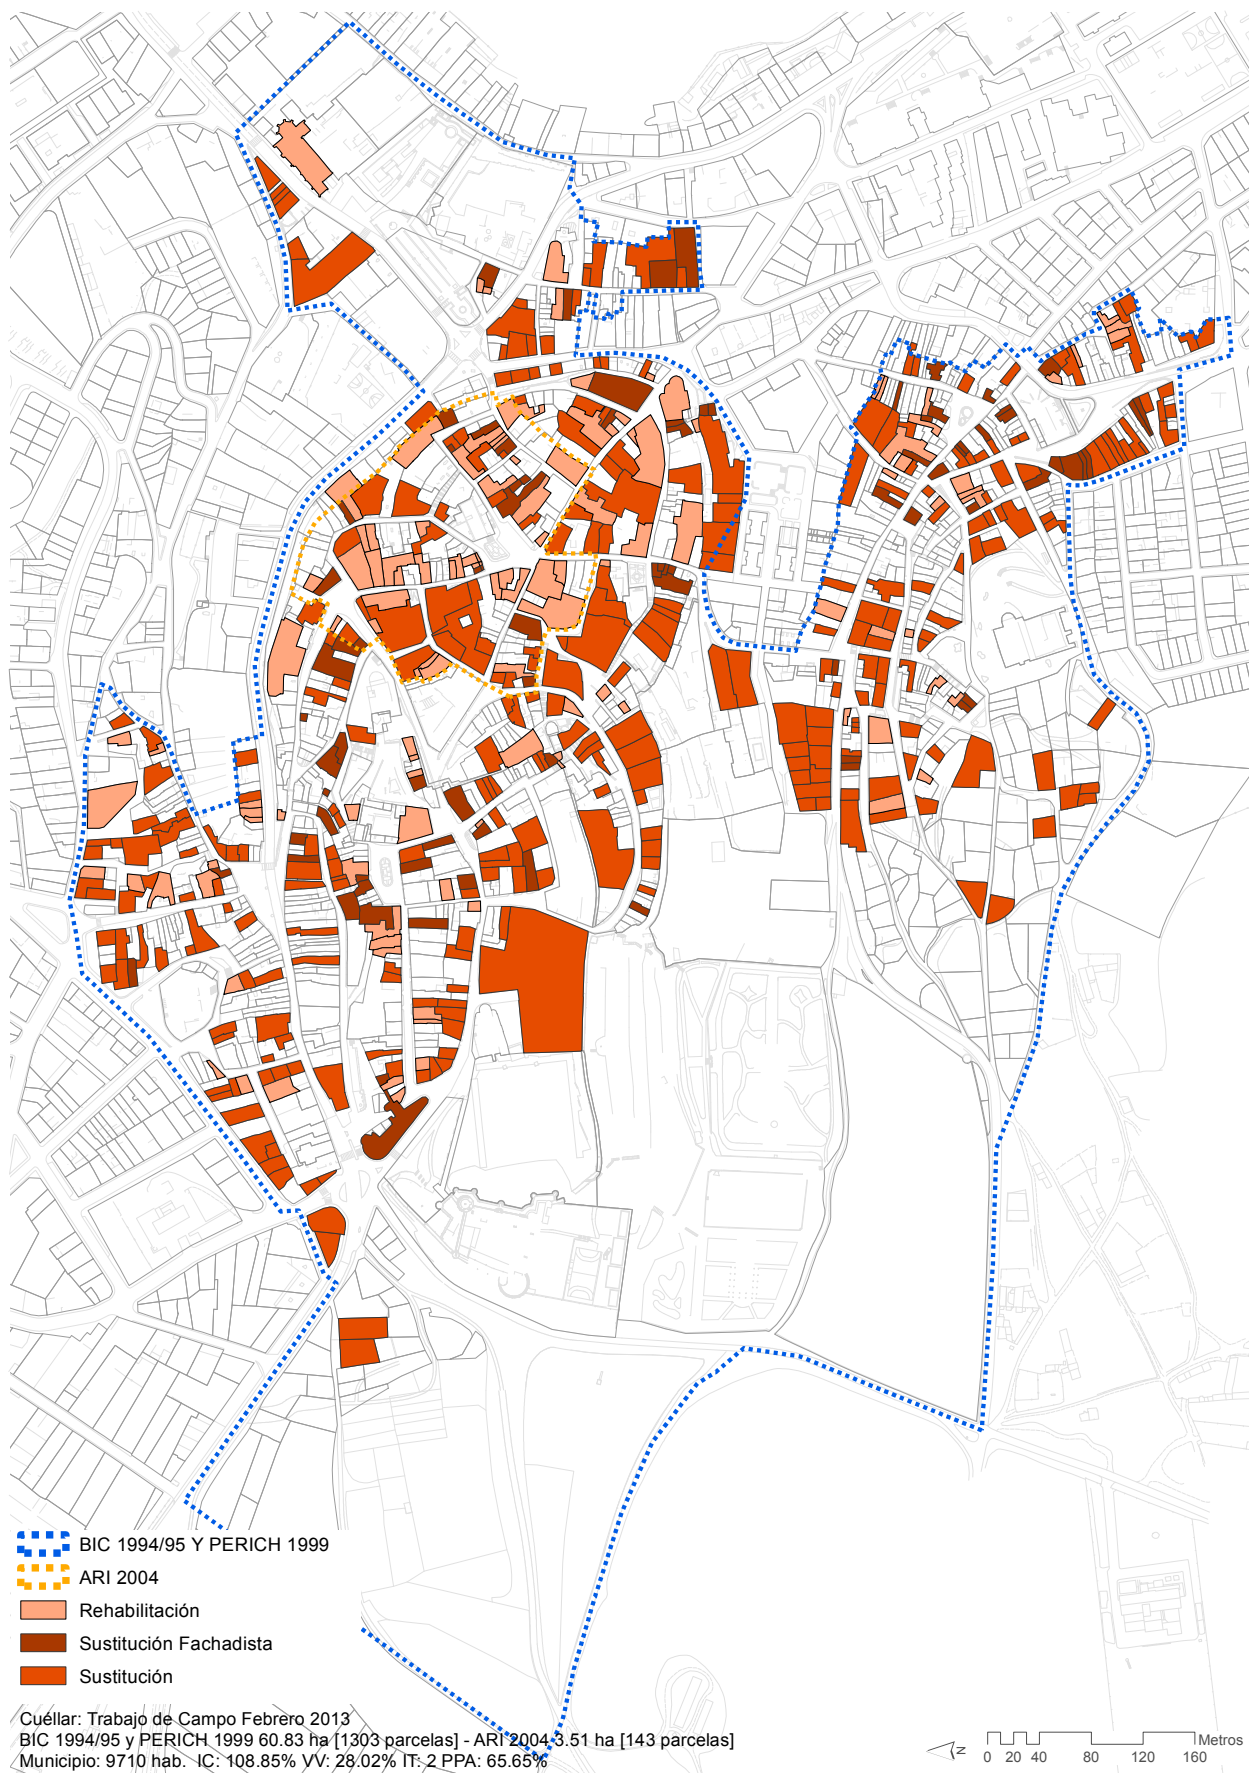 BIC 1994/95 Y PERICH 1999
ARI 2004
Rehabilitación
Sustitución Fachadista
Sustitución
Cuéllar: Trabajo de Campo Febrero 2013
BIC 1994/95 y PERICH 1999 60.83 ha [1303 parcelas] - ARI 2004 3.51 ha [143 parcelas]
Municipio: 9710 hab. IC: 108.85% VV: 28.02% IT: 2 PPA: 65.65%
N
Metros
0 20 40 80 120 160